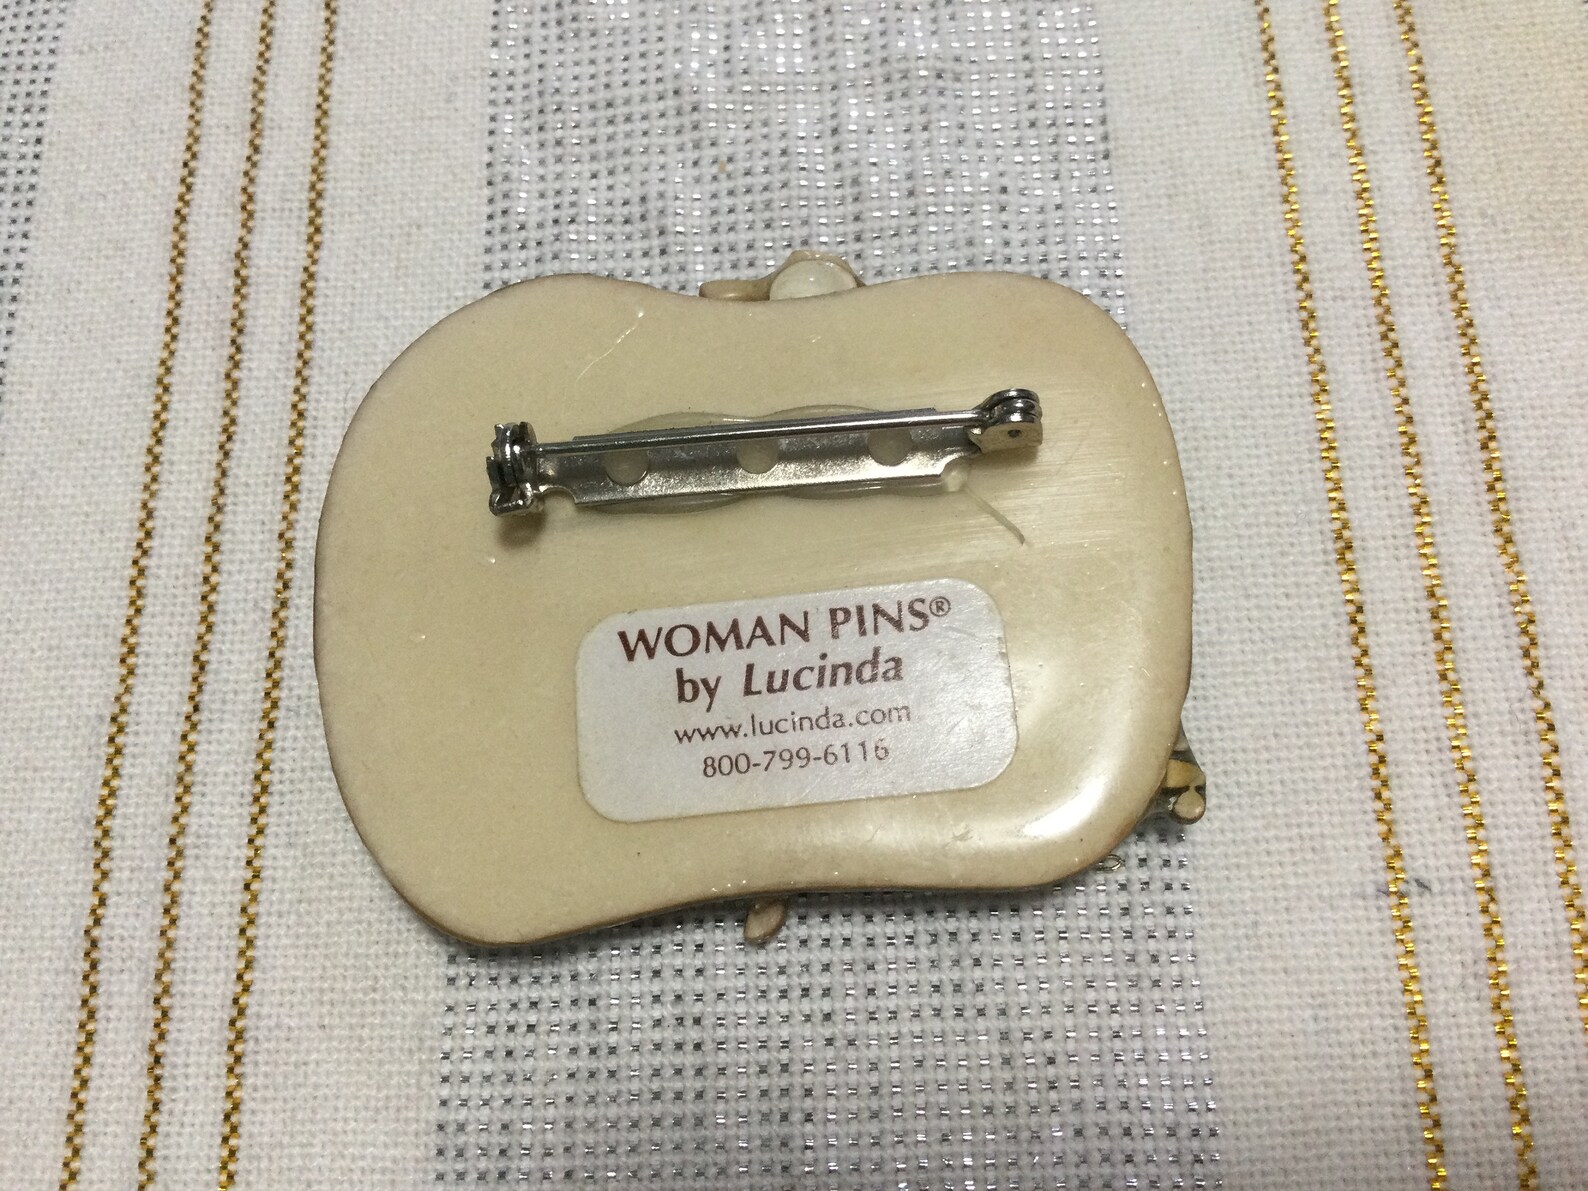 WOMAN PINS®
by Lucinda
www.lucinda.com
800-799-6116